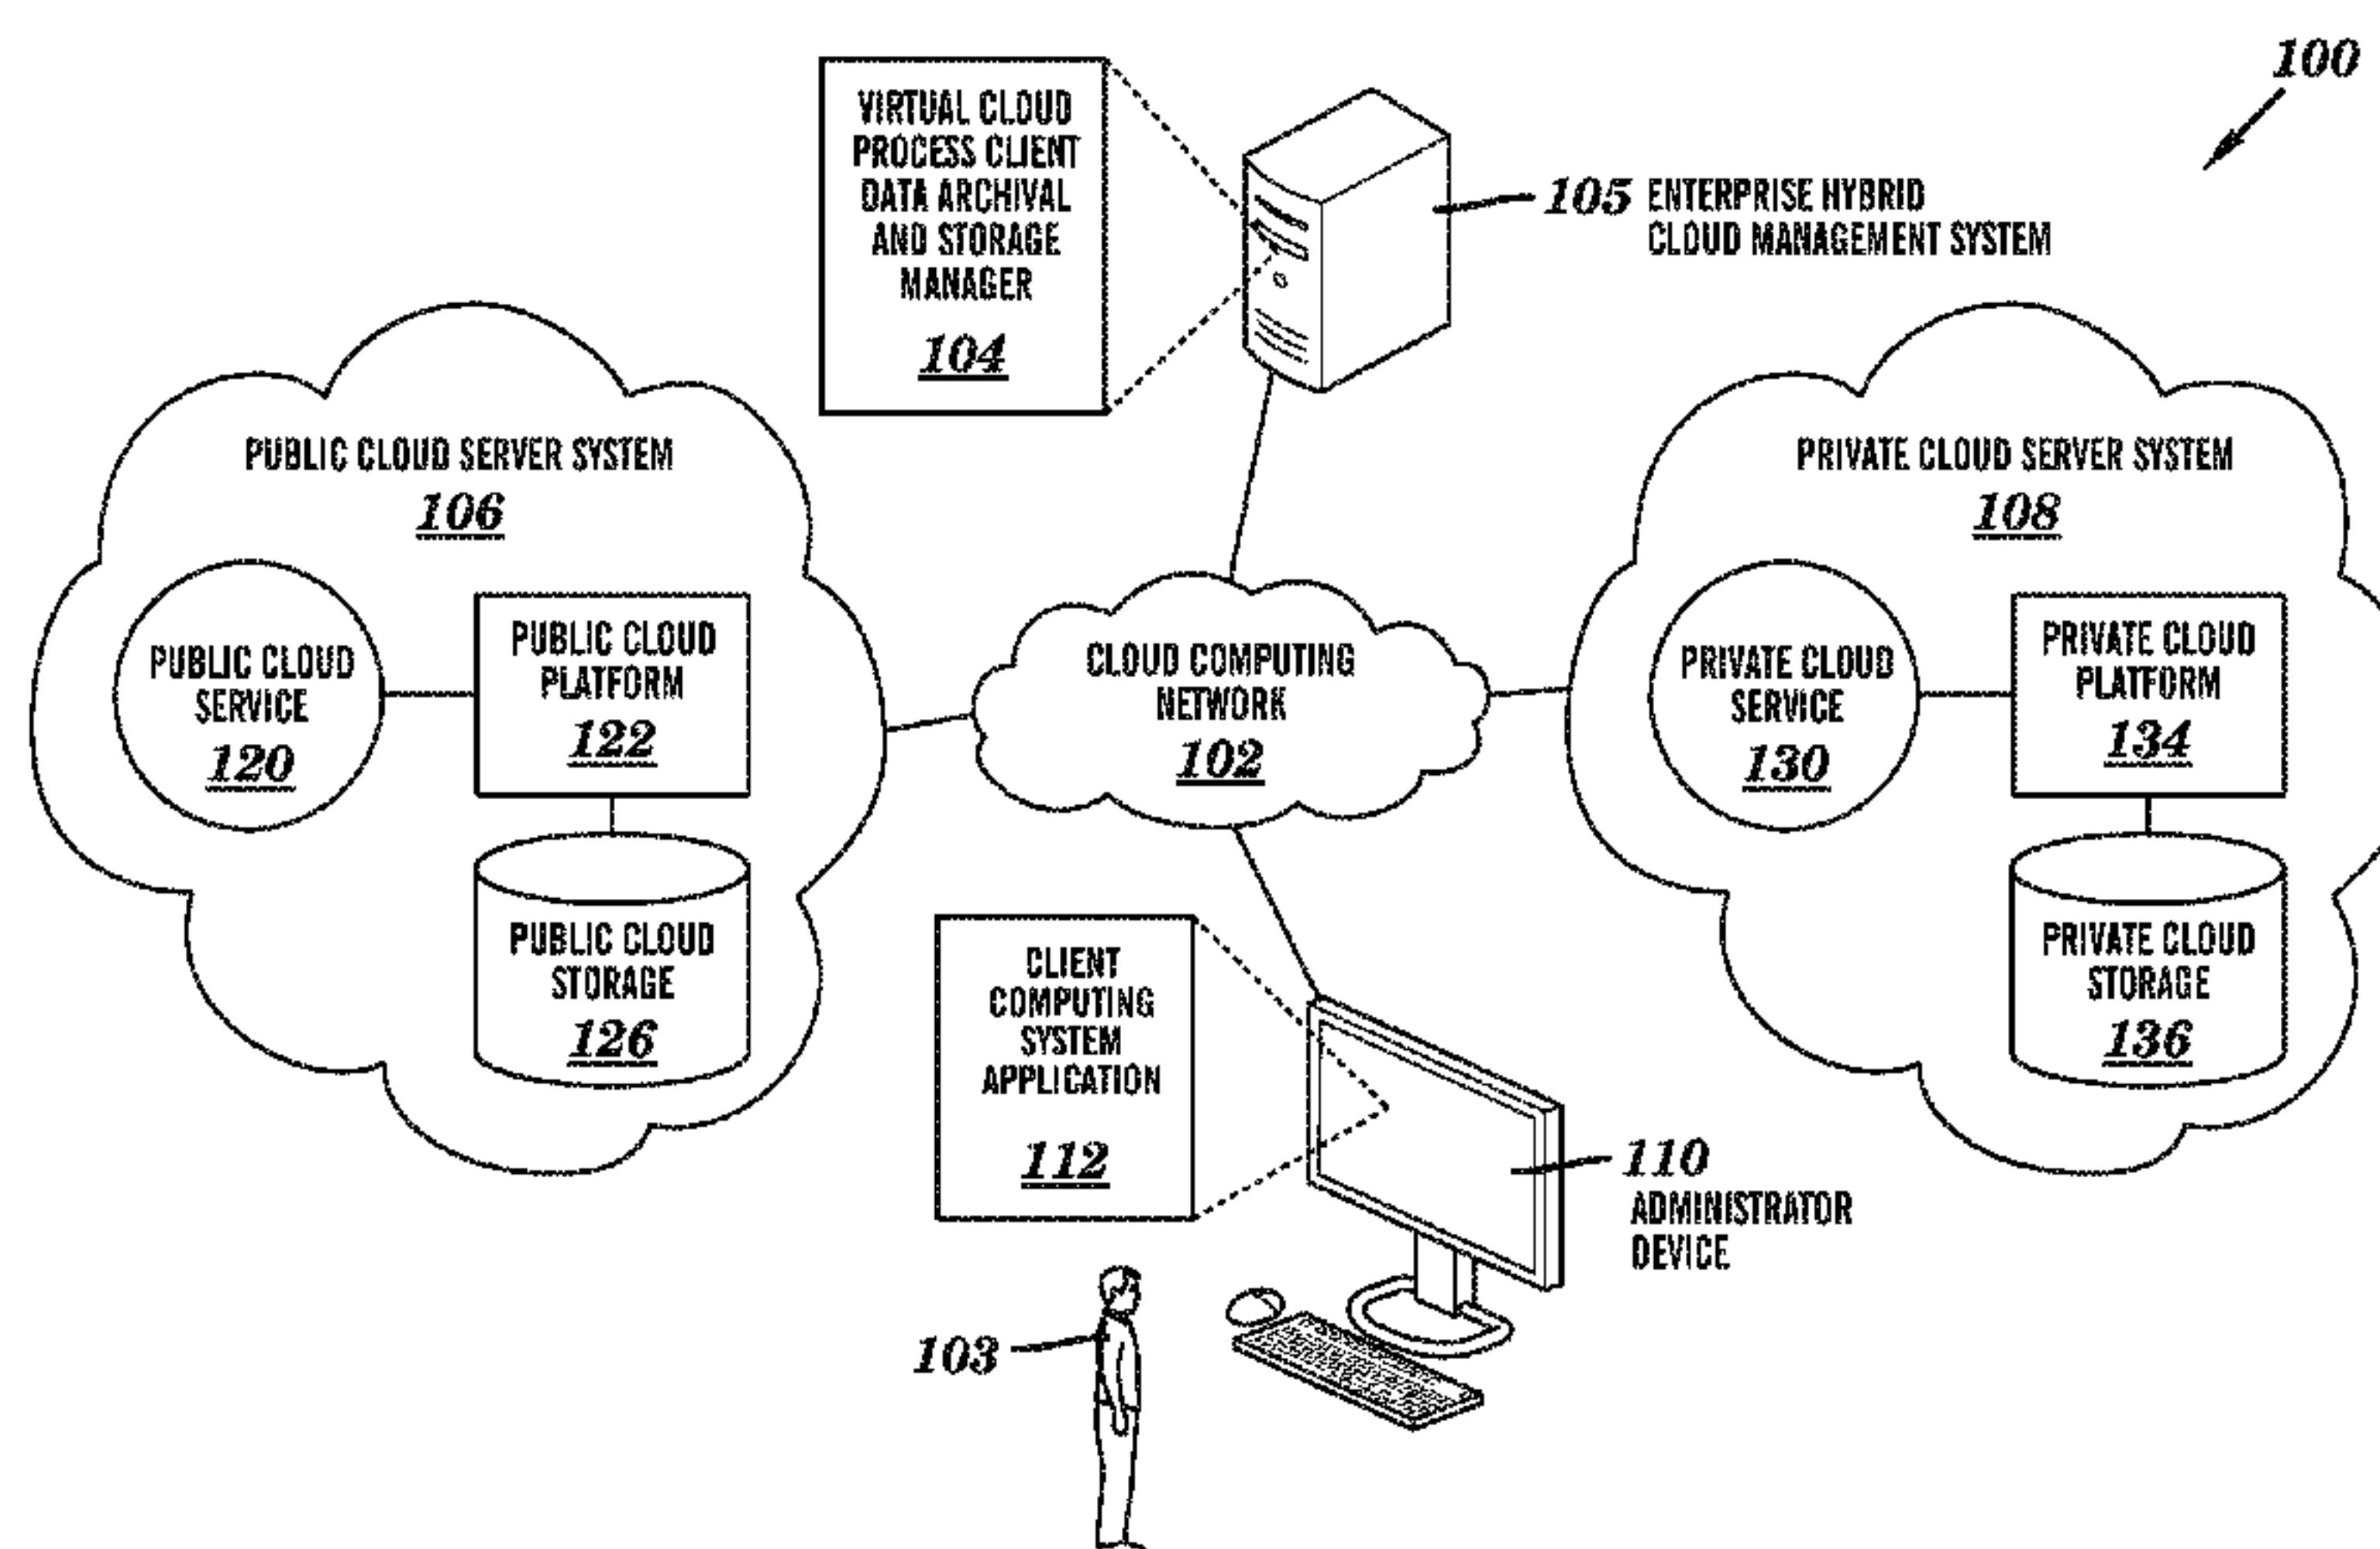 100
VIRTUAL CLOUD
PROCESS CLIENT
DATA ARCHIVAL
AND STORAGE
MANAGER
104
105 ENTERPRISE HYBRID
CLOUD MANAGEMENT SYSTEM
PUBLIC CLOUD SERVER SYSTEM
106
PUBLIC CLOUD
SERVICE
120
PUBLIC CLOUD
PLATFORM
122
PUBLIC CLOUD
STORAGE
126
CLOUD COMPUTING
NETWORK
102
PRIVATE CLOUD SERVER SYSTEM
108
PRIVATE CLOUD
SERVICE
130
PRIVATE CLOUD
PLATFORM
134
PRIVATE CLOUD
STORAGE
136
CLIENT
COMPUTING
SYSTEM
APPLICATION
112
110
ADMINISTRATOR
DEVICE
103